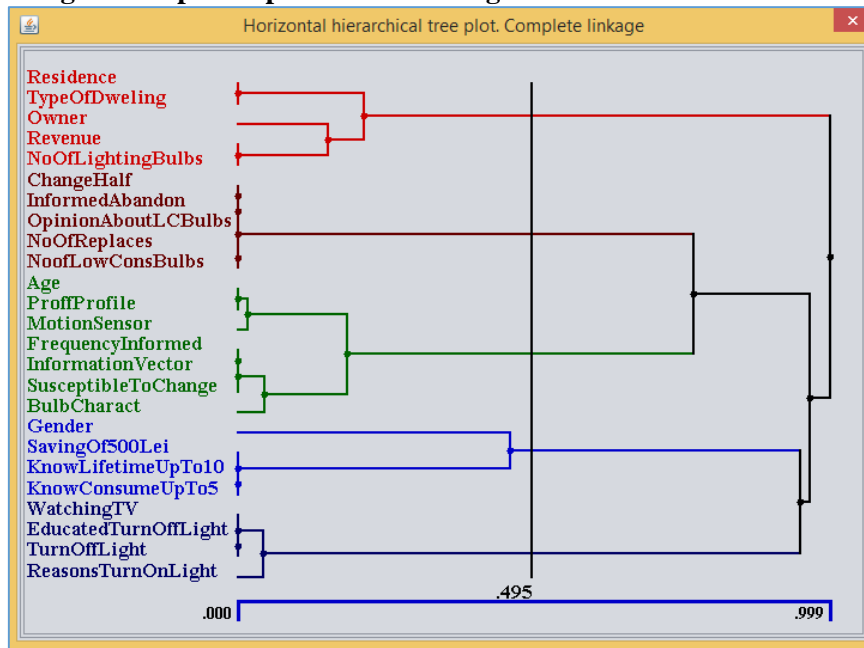 Horizontal hierarchical tree plot. Complete linkage
Residence
TypeOfDweling
Owner
Revenue
NoOfLightingBulbs
ChangeHalf
InformedAbandon
OpinionAboutLCBulbs
NoOfReplaces
NoofLowConsBulbs
Age
ProffProfile
MotionSensor
FrequencyInformed
InformationVector
SusceptibleToChange
BulbCharact
Gender
SavingOf500Lei
KnowLifetimeUpTo10
KnowConsumeUpTo5
WatchingTV
EducatedTurnOffLight
TurnOffLight
ReasonsTurnOnLight
.495
.000 .999